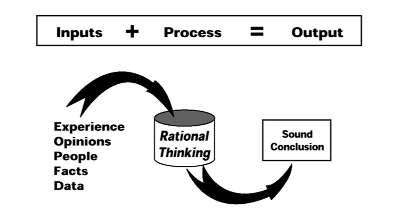 Inputs + Process = Output
Experience
Opinions
People
Facts
Data
Rational
Thinking
Sound
Conclusion